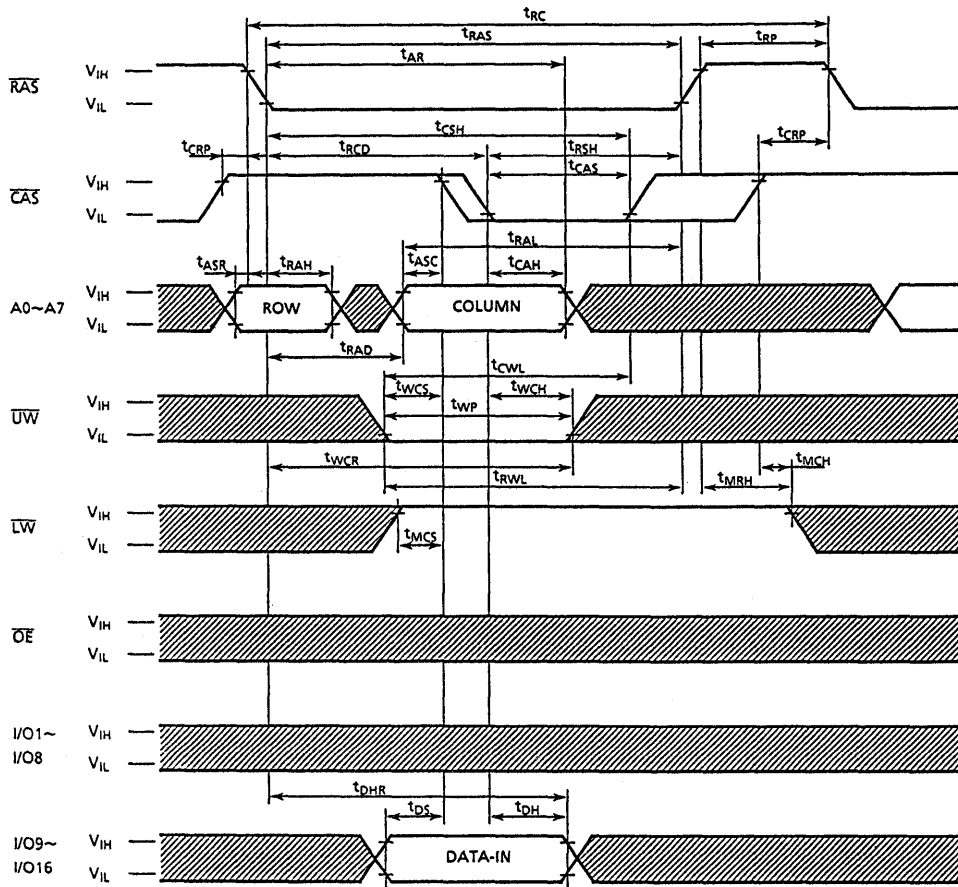 tRC
tRAS
tRP
tAR
RAS
VIH
VIL
tCSH
tCRP
tRCD
tRSH
tCRP
tCAS
CAS
VIH
VIL
tRAL
tASR
tRAH
tASC
tCAH
A0~A7
VIH
VIL
ROW
COLUMN
tRAD
tCWL
tWCS
tWCH
tWP
UW
VIH
VIL
tWCR
tMCH
tRWL
tMRH
LW
VIH
VIL
tMCS
OE
VIH
VIL
I/O1~
I/O8
VIH
VIL
tDHR
tDS
tDH
I/O9~
I/O16
VIH
VIL
DATA-IN